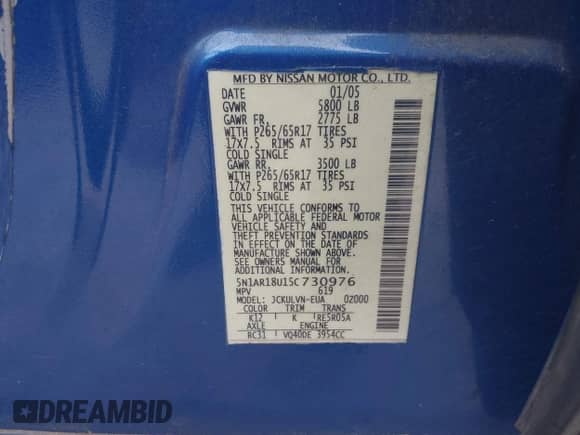 MFD BY NISSAN MOTOR CO., LTD.
DATE 01/05
GVWR 5800 LB
GAWR FR. 2775 LB
WITH P265/65R17 TIRES
17X7.5 RIMS AT 35 PSI
COLD SINGLE
GAWR RR. 3500 LB
WITH P265/65R17 TIRES
17X7.5 RIMS AT 35 PSI
COLD SINGLE
THIS VEHICLE CONFORMS TO
ALL APPLICABLE FEDERAL MOTOR
VEHICLE SAFETY AND
THEFT PREVENTION STANDARDS
IN EFFECT ON THE DATE OF
MANUFACTURE SHOWN ABOVE.
SEE OWNERS MANUAL FOR
ADDITIONAL INFORMATION
5N1AR18U15C730976
MPV 619
MODEL: JCKULVN-EUA 02000
COLOR TRIM TRANS
K12 K RE5R05A
AXLE ENGINE
RC31 VQ40DE 3954CC
DREAMBID